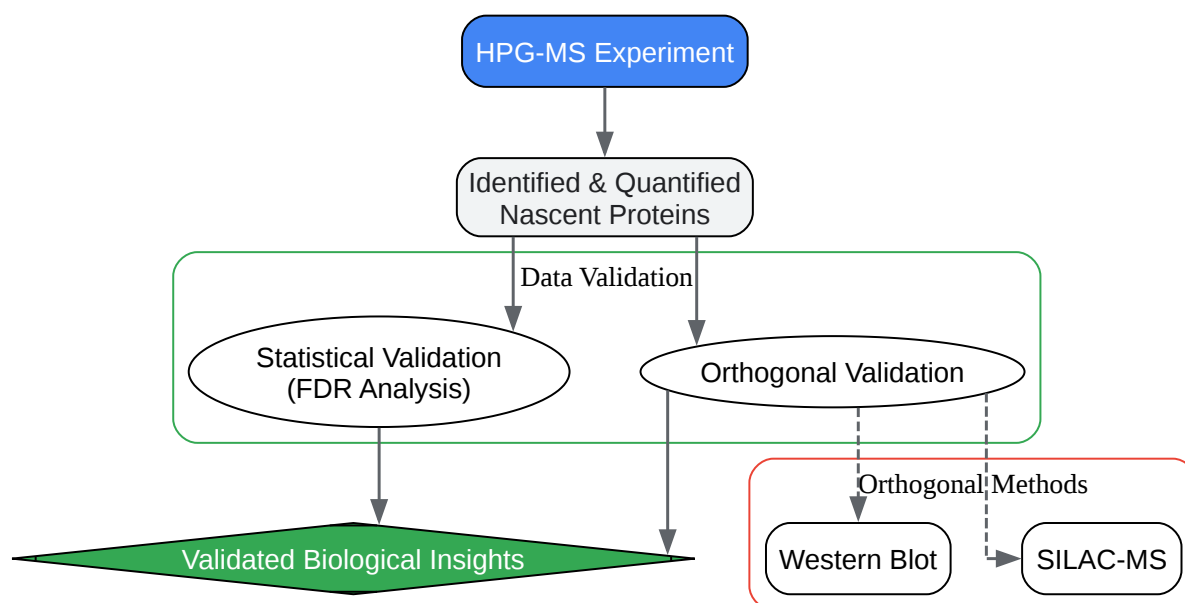 HPG-MS Experiment
Identified & Quantified
Nascent Proteins
Data Validation
Statistical Validation
(FDR Analysis)
Orthogonal Validation
Orthogonal Methods
Validated Biological Insights
Western Blot
SILAC-MS